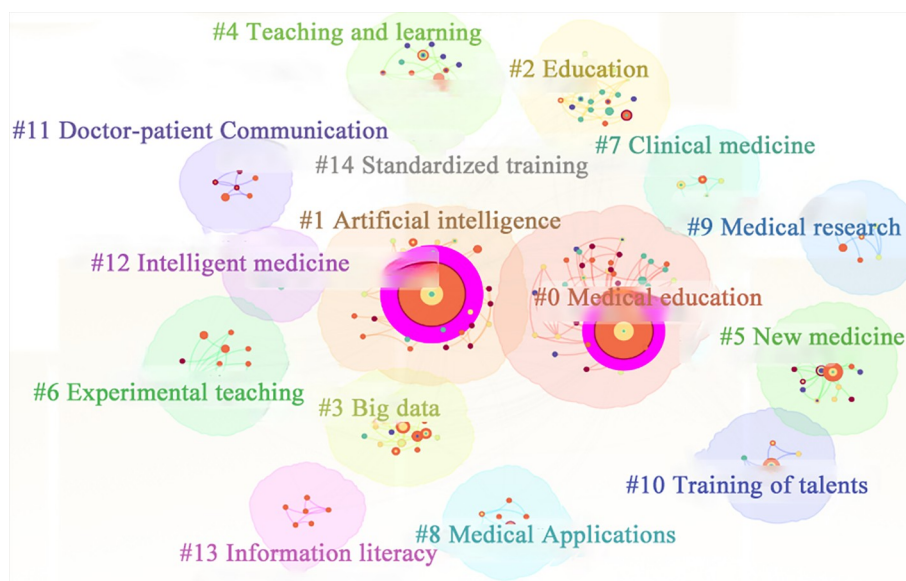 #4 Teaching and learning
#2 Education
#11 Doctor-patient Communication
#7 Clinical medicine
#14 Standardized training
#1 Artificial intelligence
#9 Medical research
#12 Intelligent medicine
#0 Medical education
#5 New medicine
#6 Experimental teaching
#3 Big data
#10 Training of talents
#8 Medical Applications
#13 Information literacy